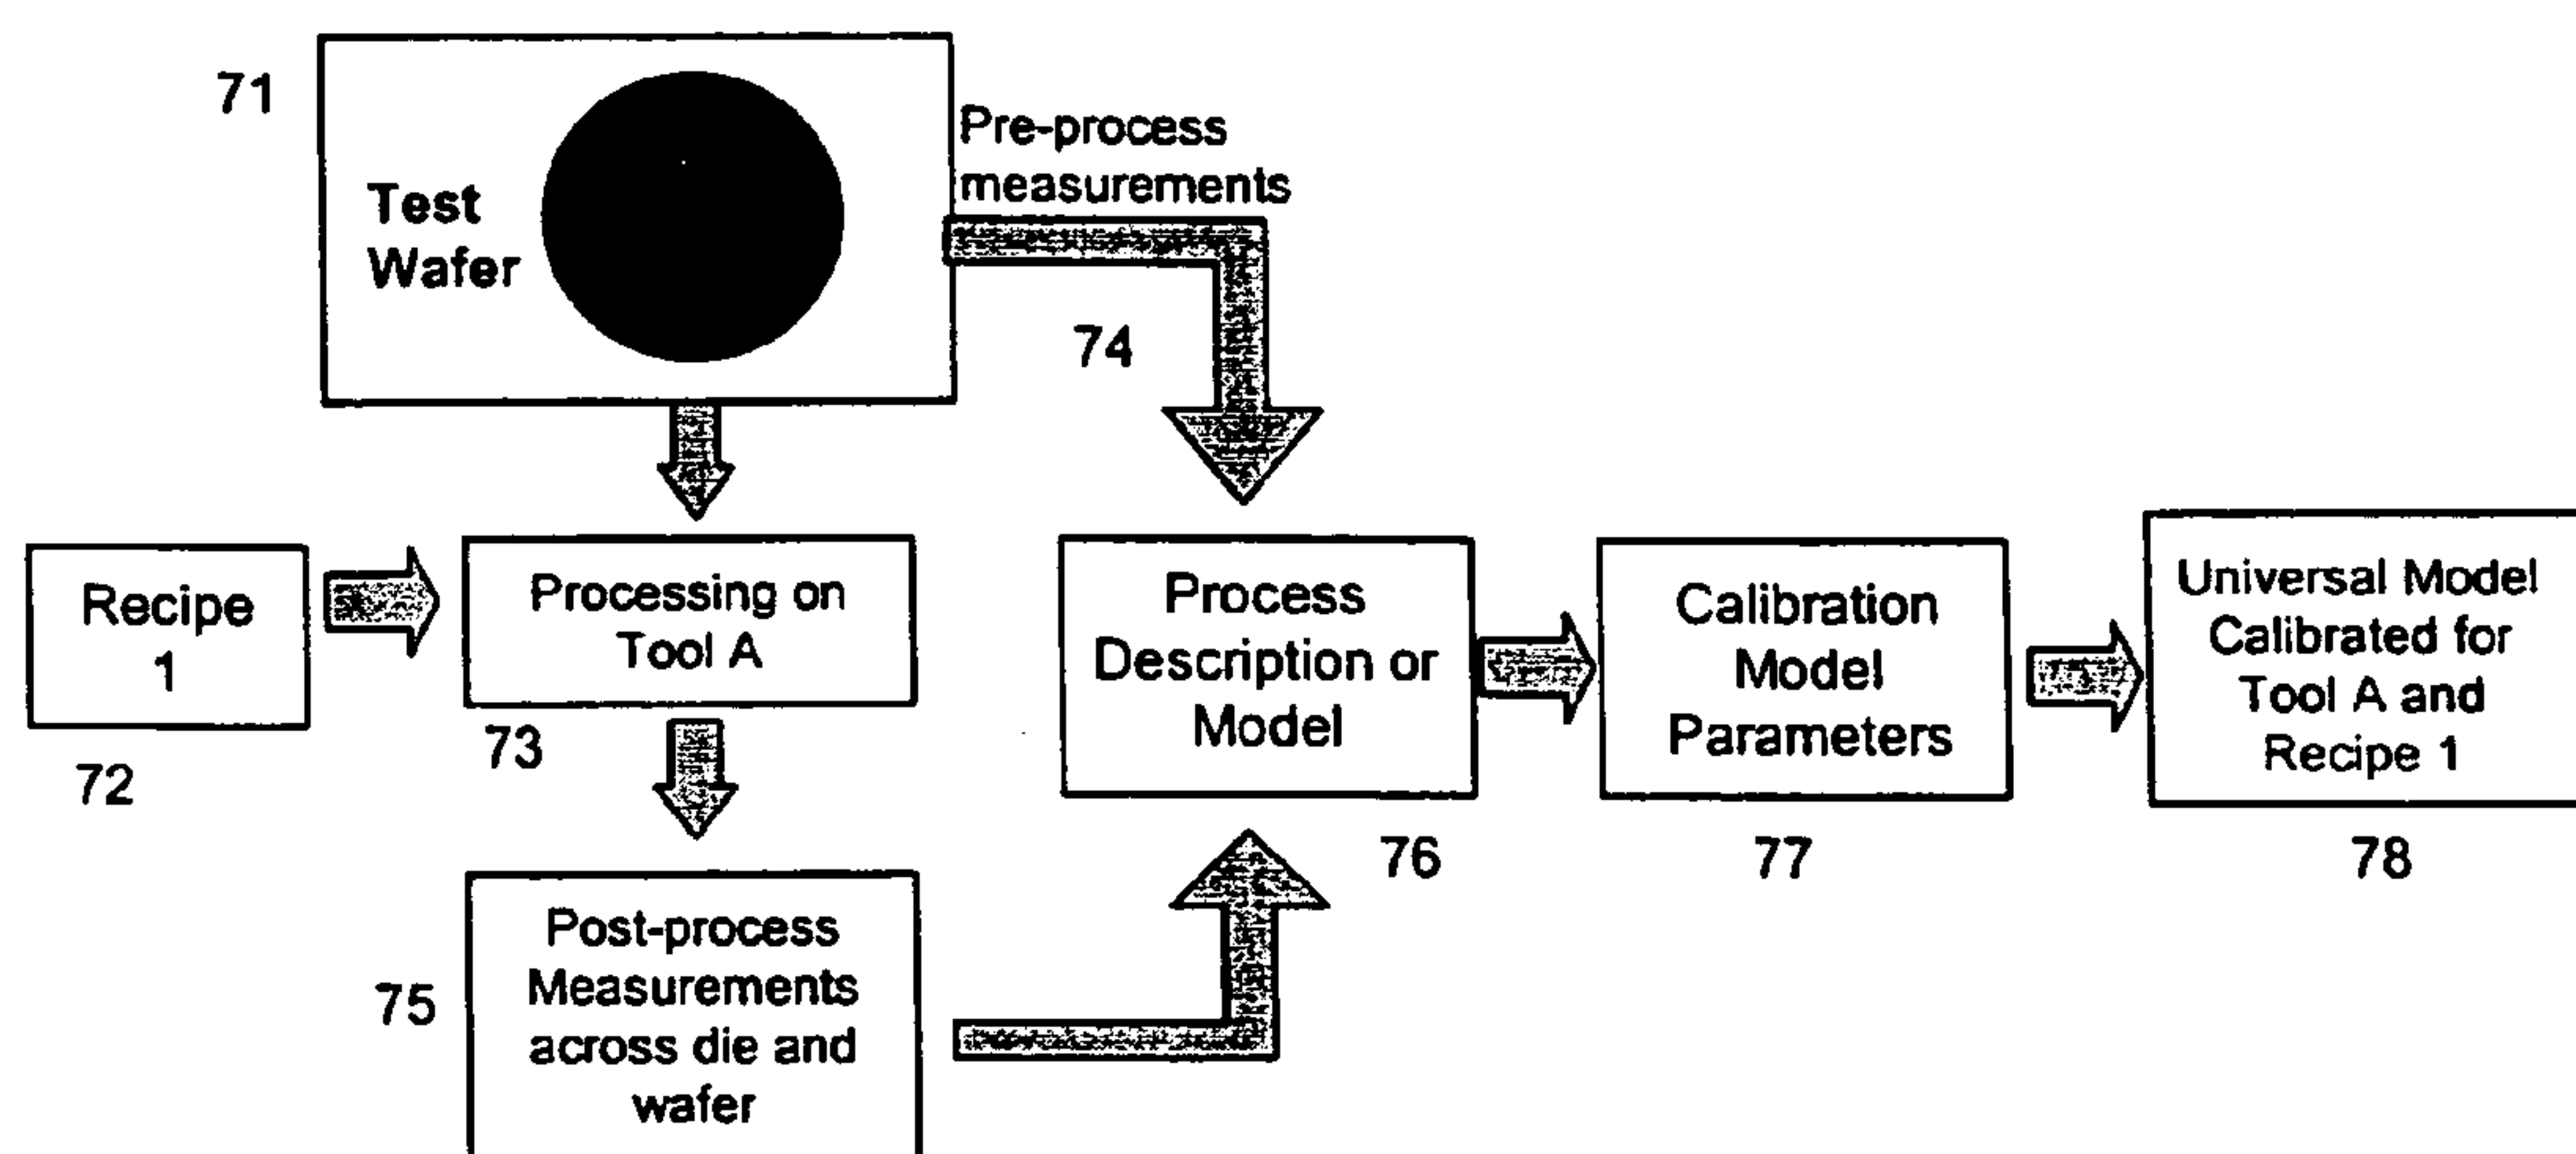 71
Test
Wafer
Pre-process
measurements
74
Recipe
1
72
Processing on
Tool A
73
Post-process
Measurements
across die and
wafer
75
Process
Description or
Model
76
Calibration
Model
Parameters
77
Universal Model
Calibrated for
Tool A and
Recipe 1
78